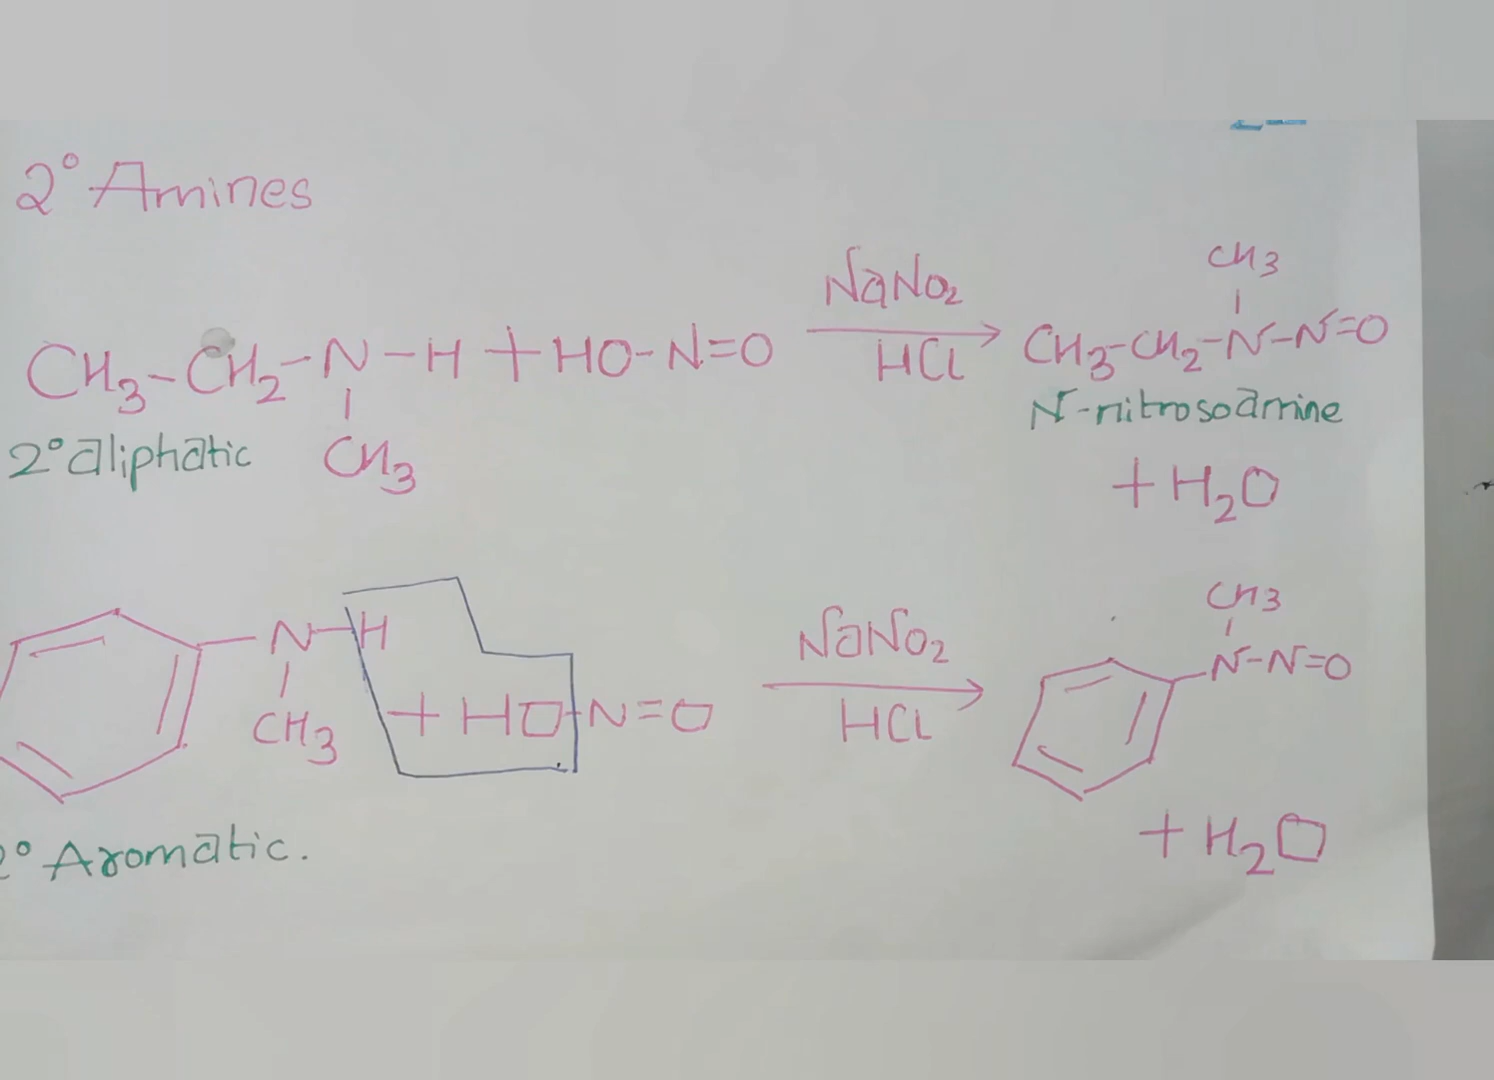 2° Amines
CH3-CH2-N-H + HO-N=O NaNO2 HCl CH3-CH2-N-N=O
CH3
CH3
2° aliphatic
N-nitrosoamine
+ H2O
N-H + HO-N=O NaNO2 HCl N-N=O
CH3
CH3
+ H2O
2° Aromatic.